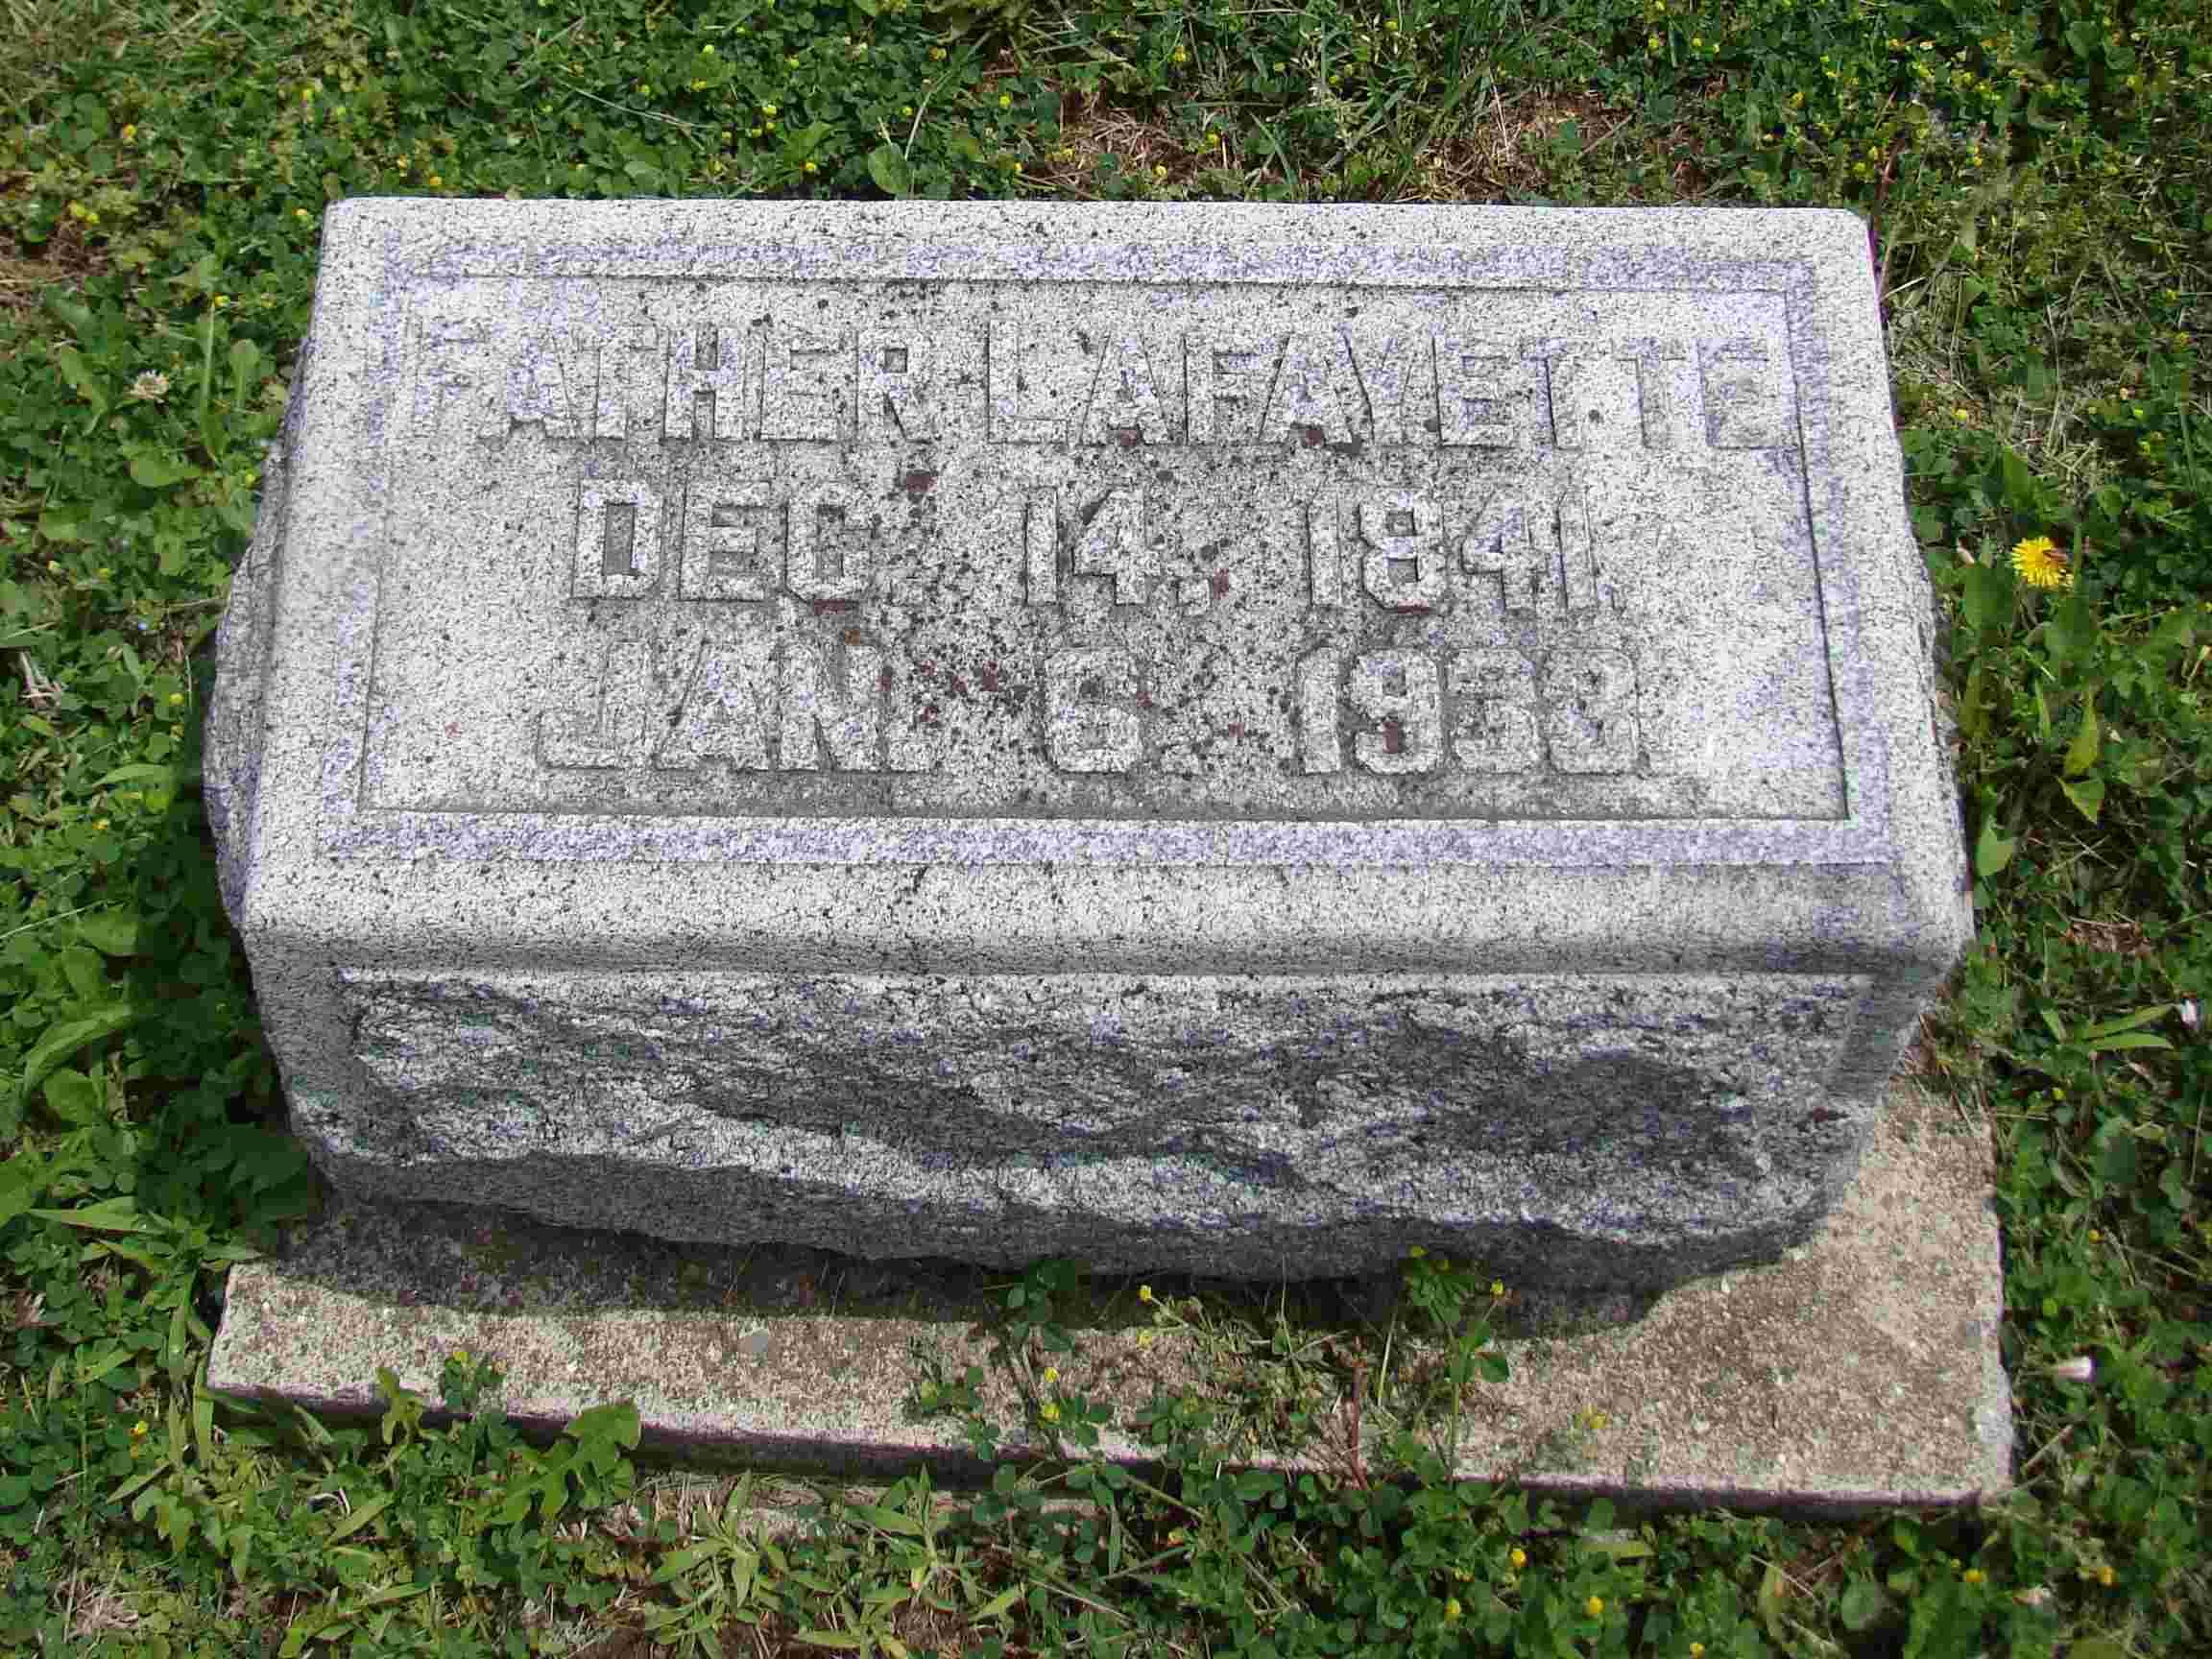 FATHER LAFAYETTE
DEC. 14, 1841.
JAN. 6. 1933.